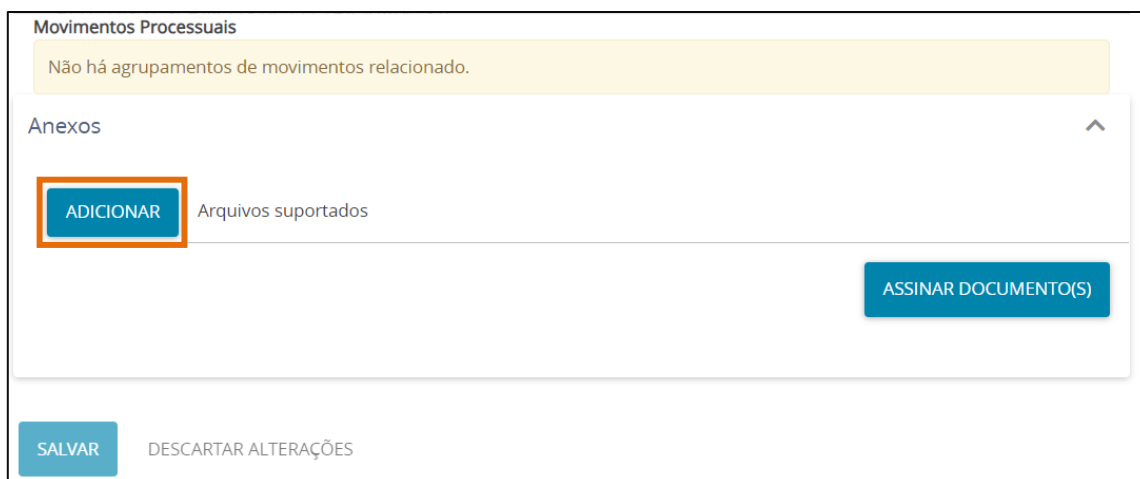 Movimentos Processuais
Não há agrupamentos de movimentos relacionado.
Anexos
ADICIONAR Arquivos suportados
ASSINAR DOCUMENTO(S)
SALVAR DESCARTAR ALTERAÇÕES